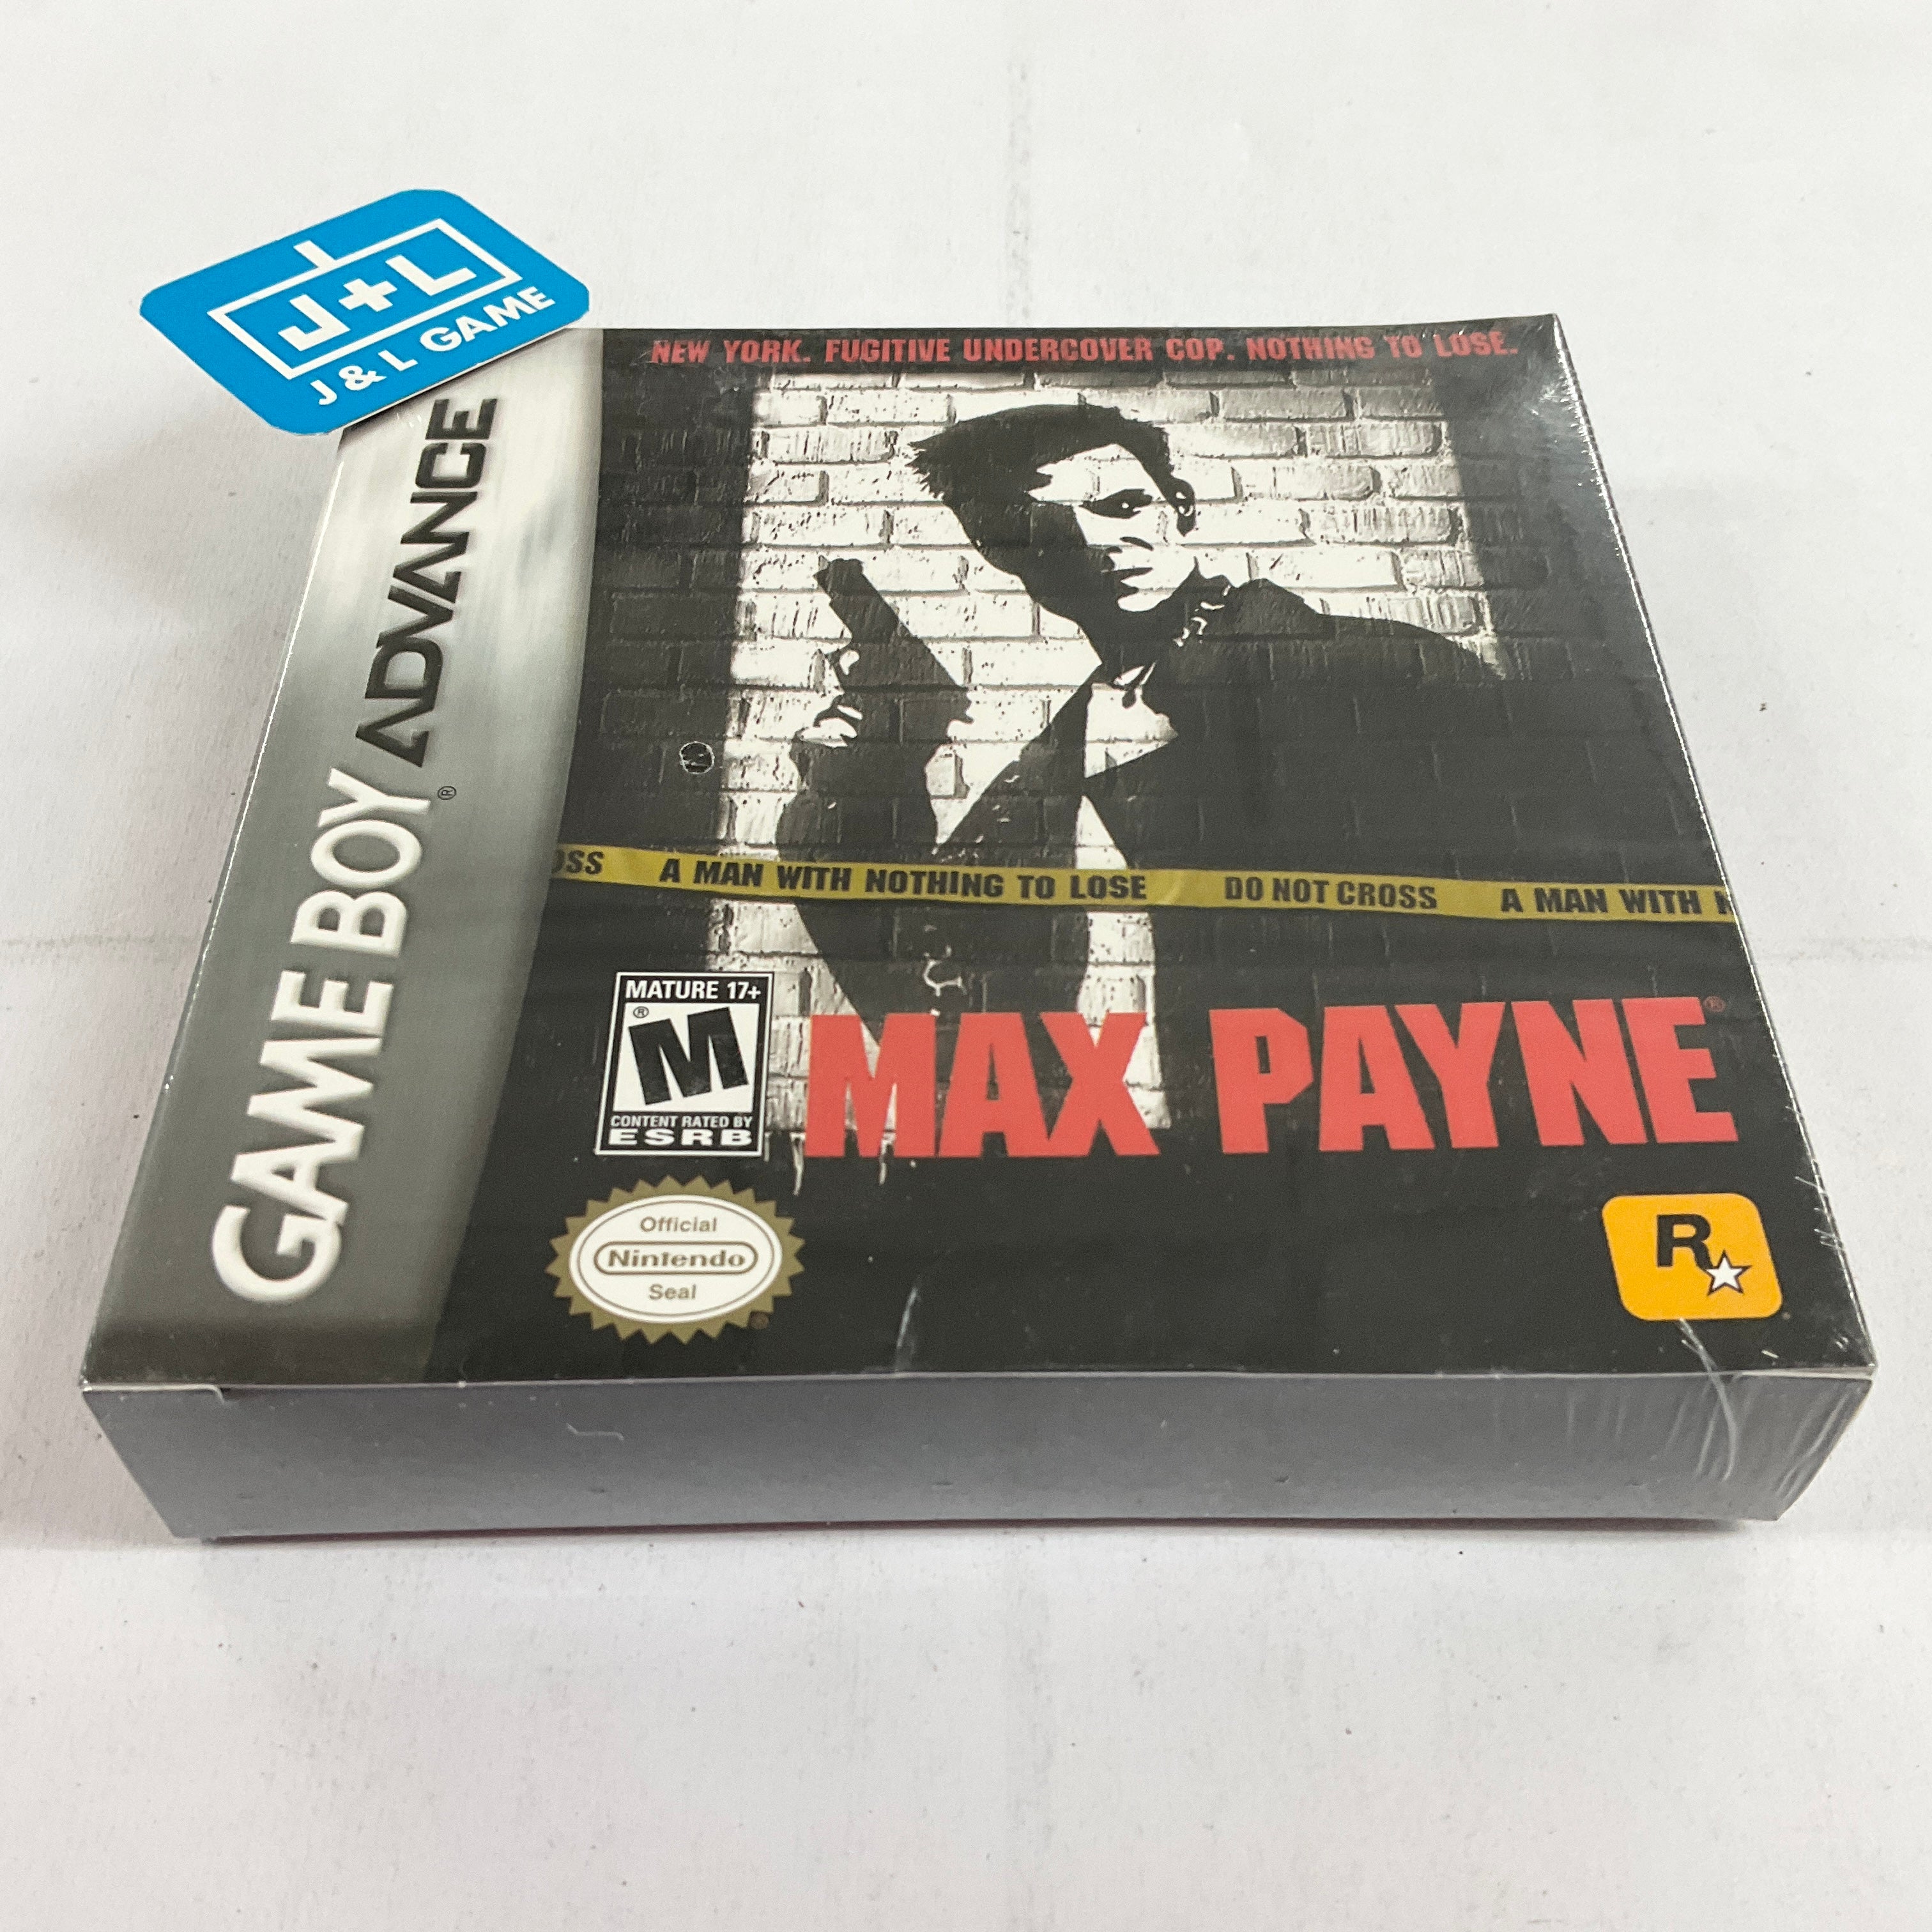 J+L
J & L GAME
NEW YORK. FUGITIVE UNDERCOVER COP. NOTHING TO LOSE.
GAME BOY ADVANCE
®
A MAN WITH NOTHING TO LOSE DO NOT CROSS A MAN WITH
MATURE 17+
®
M
CONTENT RATED BY
ESRB
MAX PAYNE®
Official
Nintendo
Seal
R